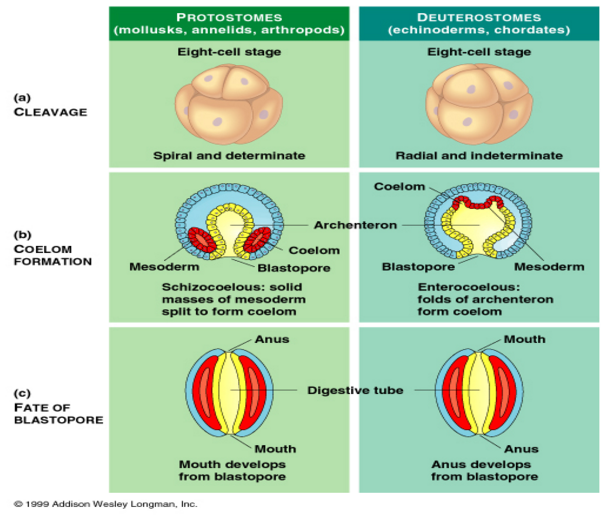 PROTOSTOMES
(mollusks, annelids, arthropods)
DEUTEROSTOMES
(echinoderms, chordates)
(a)
CLEAVAGE
Eight-cell stage
Spiral and determinate
Eight-cell stage
Radial and indeterminate
(b)
COELOM
FORMATION
Archenteron
Coelom
Mesoderm
Blastopore
Schizocoelous: solid
masses of mesoderm
split to form coelom
Coelom
Blastopore
Mesoderm
Enterocoelous:
folds of archenteron
form coelom
(c)
FATE OF
BLASTOPORE
Anus
Digestive tube
Mouth
Mouth develops
from blastopore
Mouth
Anus
Anus develops
from blastopore
© 1999 Addison Wesley Longman, Inc.